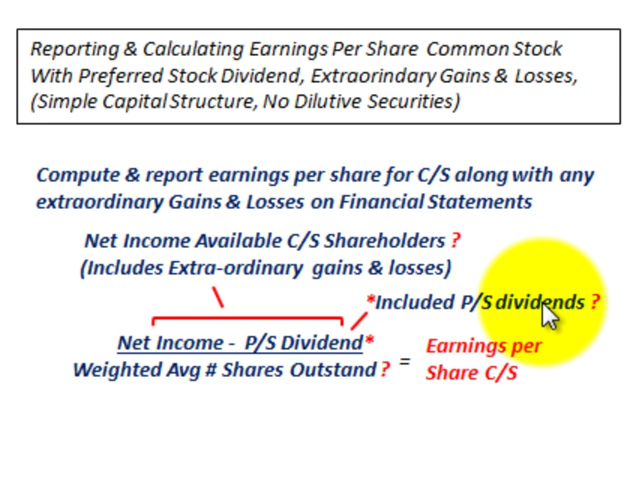 Reporting & Calculating Earnings Per Share Common Stock
With Preferred Stock Dividend, Extraorindary Gains & Losses,
(Simple Capital Structure, No Dilutive Securities)
Compute & report earnings per share for C/S along with any
extraordinary Gains & Losses on Financial Statements
Net Income Available C/S Shareholders ?
(Includes Extra-ordinary gains & losses)
*Included P/S dividends ?
Net Income - P/S Dividend*
Weighted Avg # Shares Outstand ? =
Earnings per
Share C/S